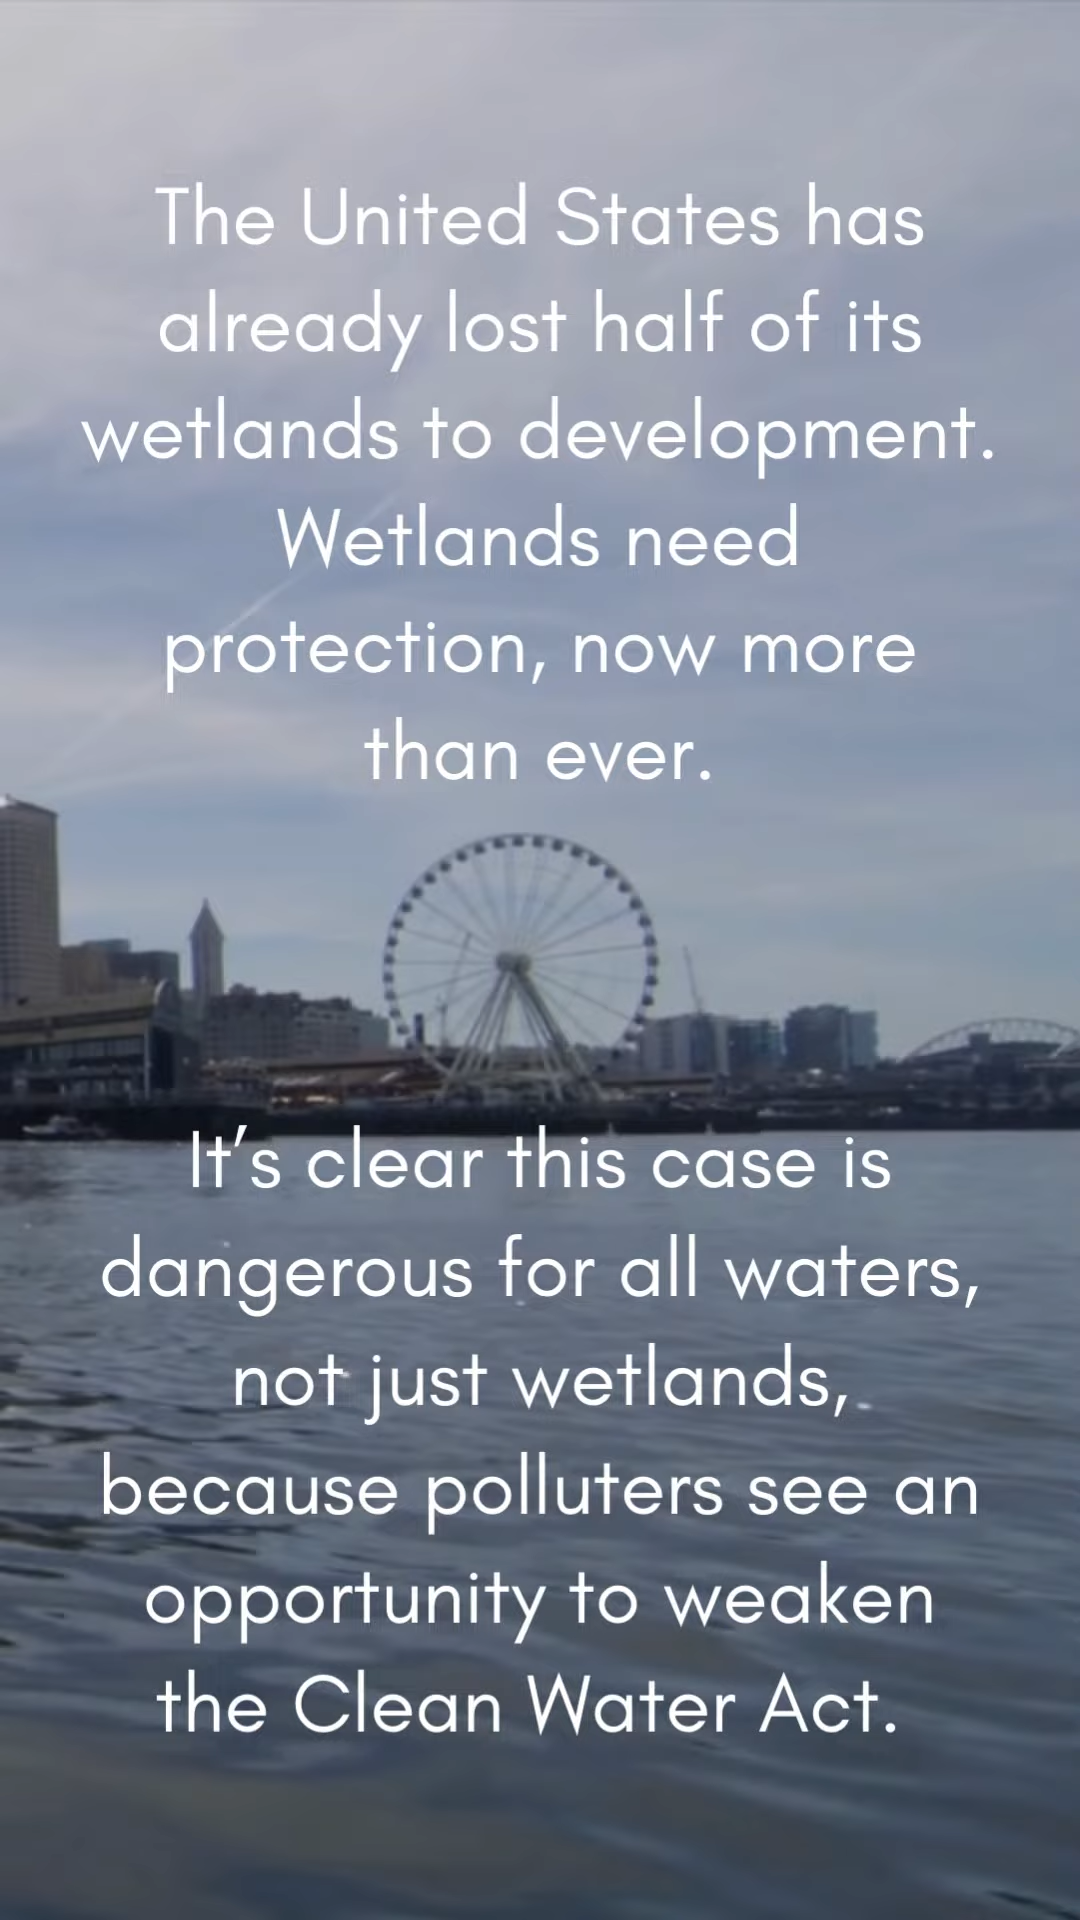 The United States has
already lost half of its
wetlands to development.
Wetlands need
protection, now more
than ever.
It's clear this case is
dangerous for all waters,
not just wetlands,
because polluters see an
opportunity to weaken
the Clean Water Act.